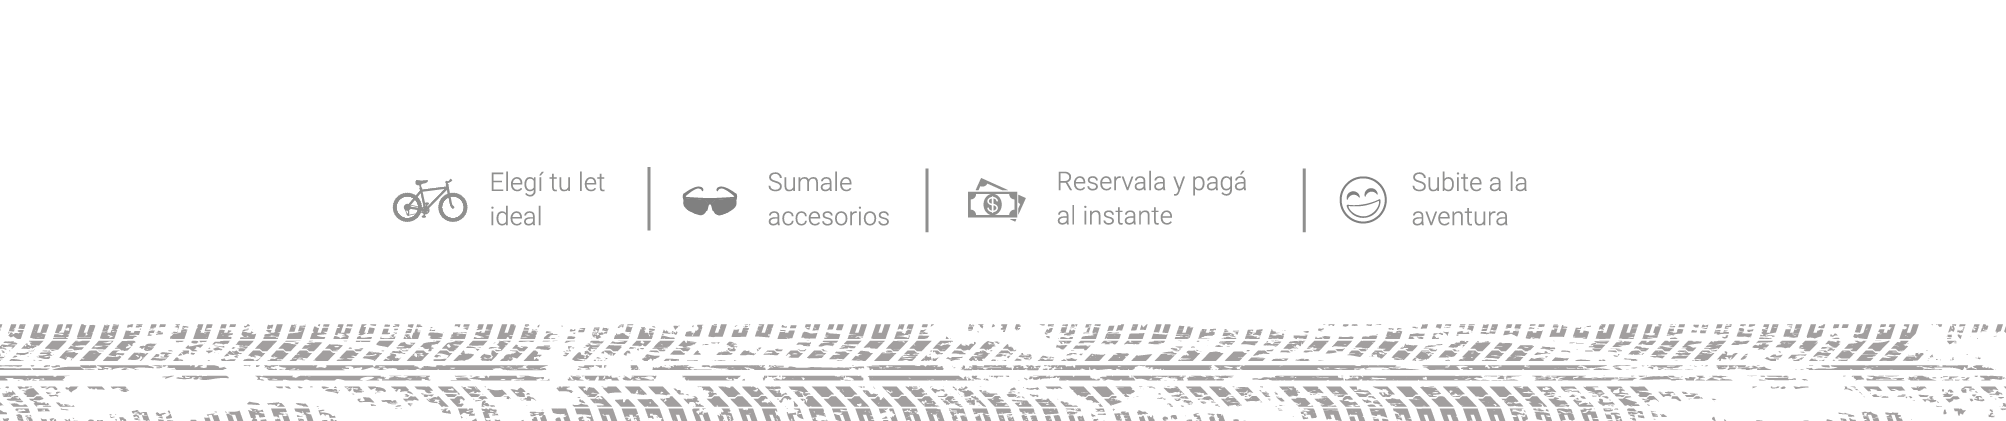 Elegí tu let
ideal
Sumale
accesorios
Reservala y pagá
al instante
$
Subite a la
aventura